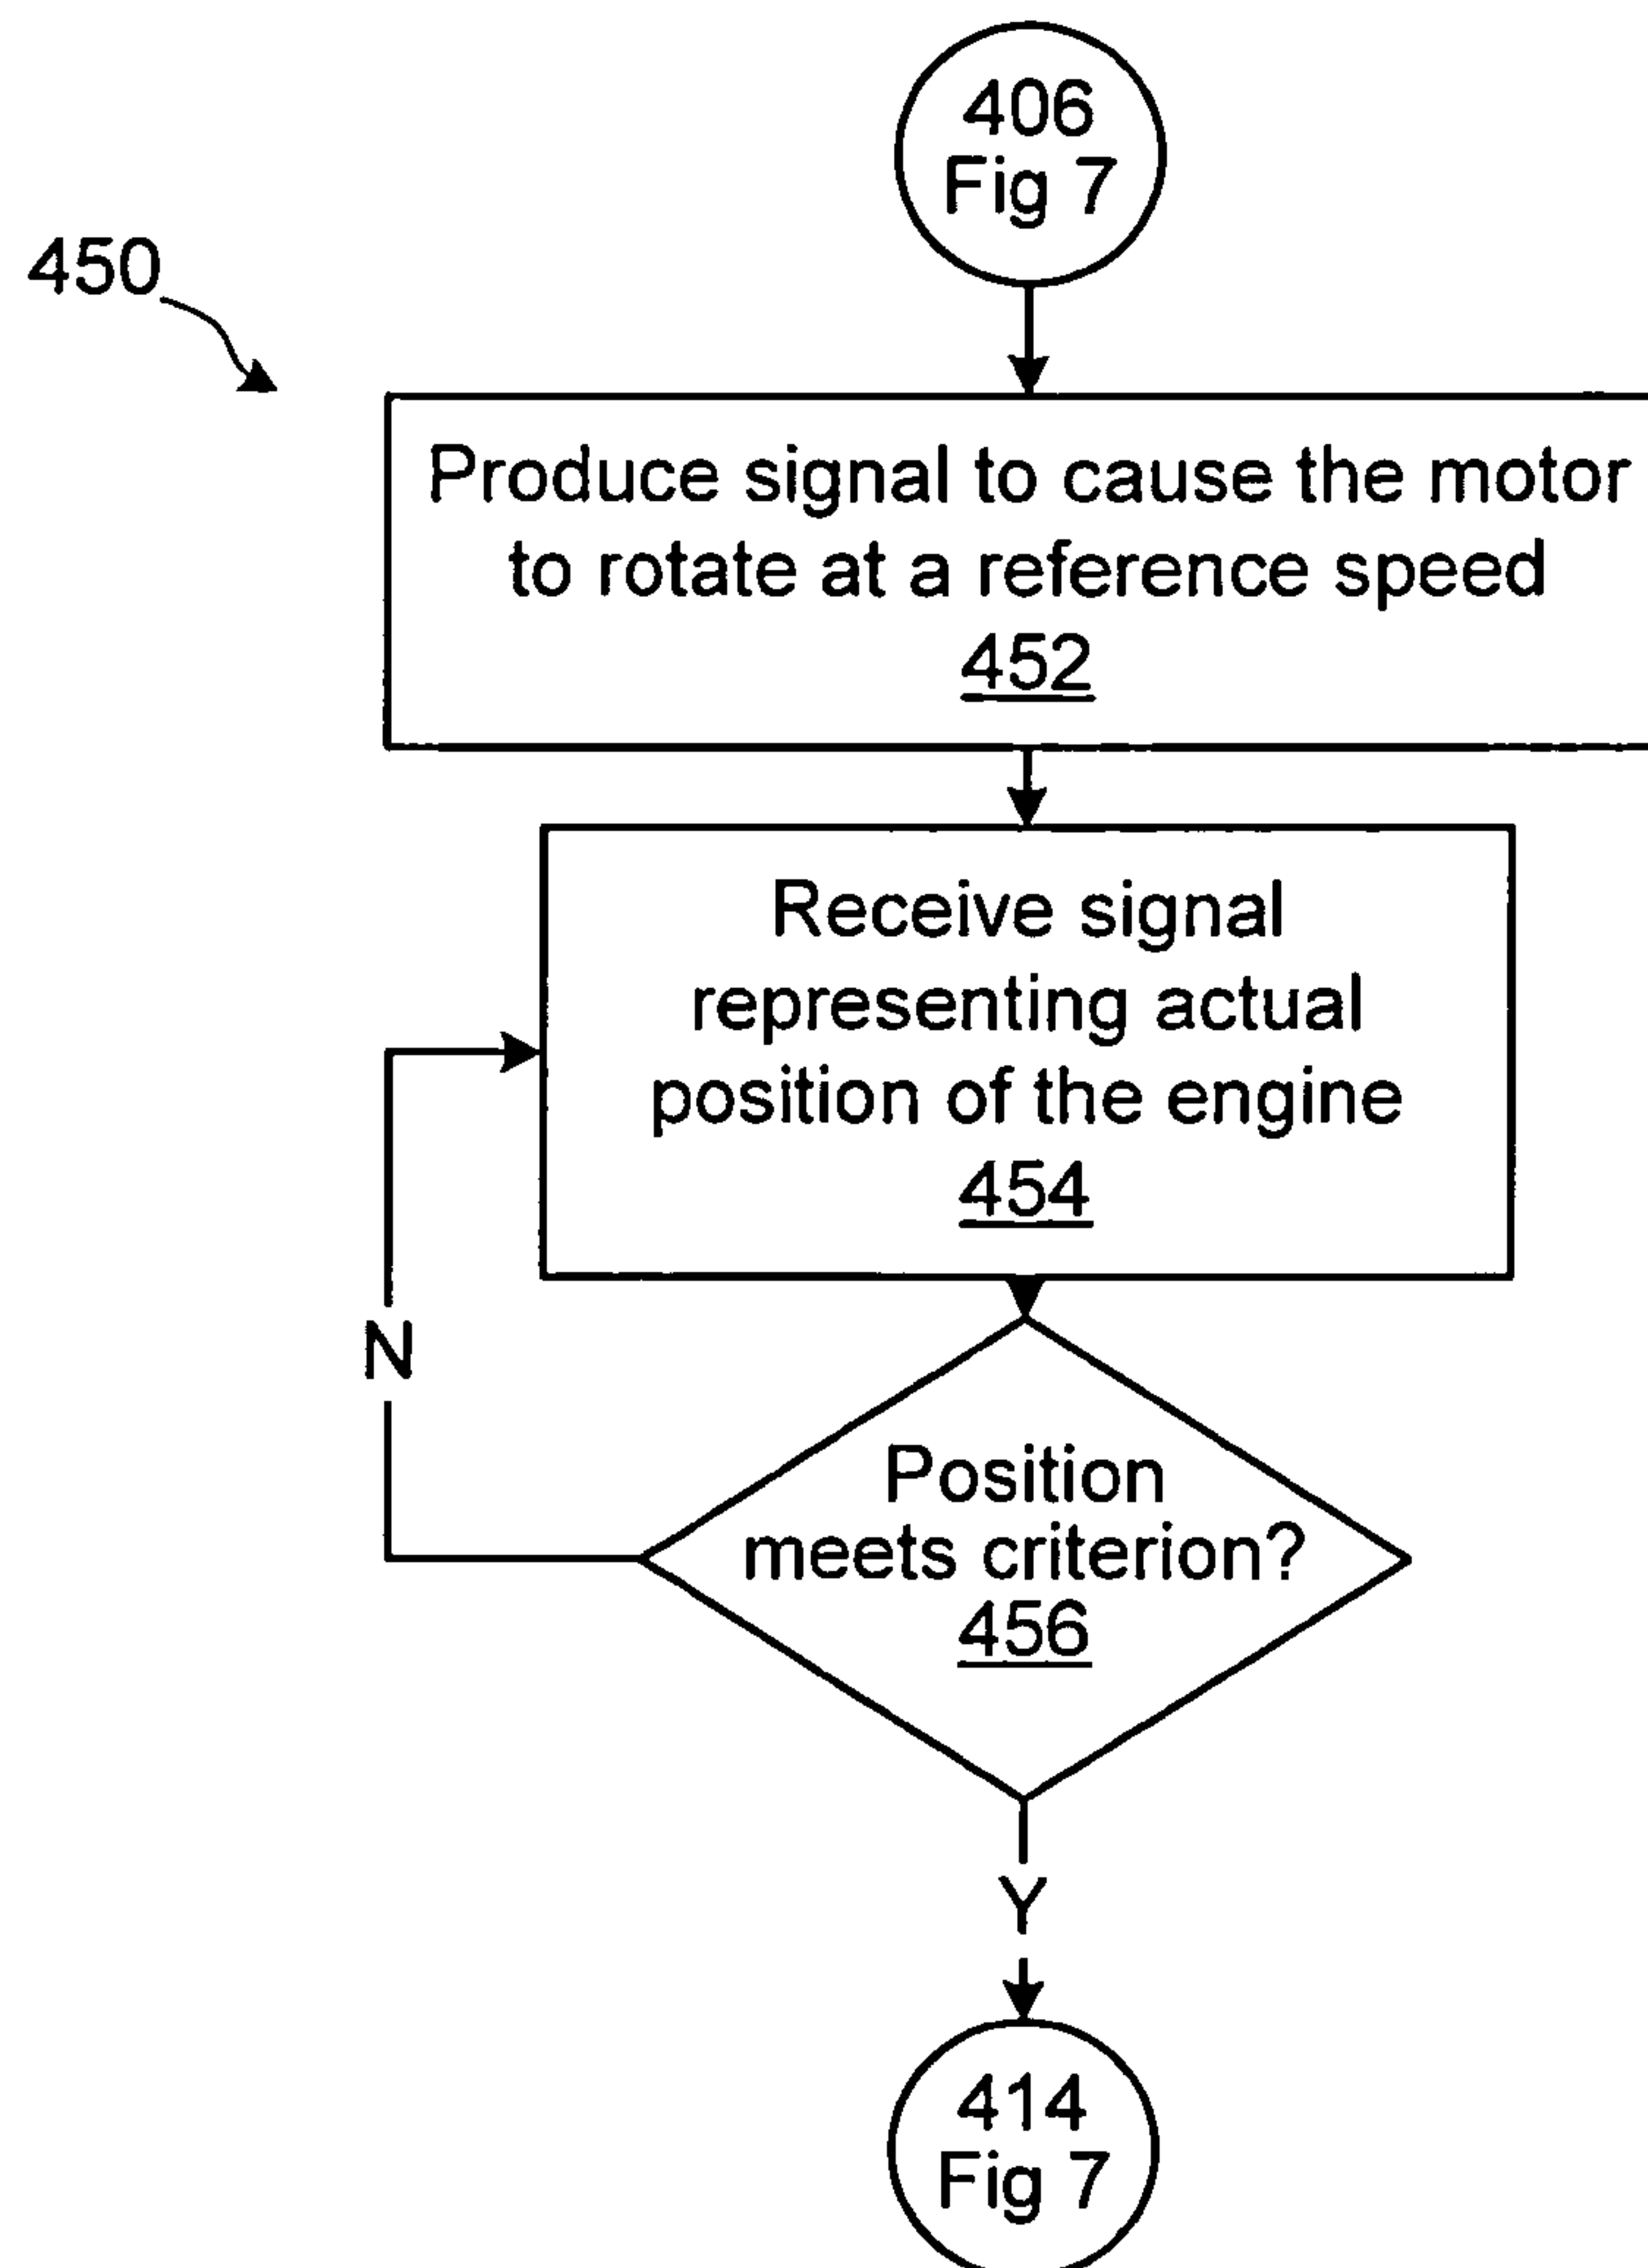 406
Fig 7
450
Produce signal to cause the motor
to rotate at a reference speed
452
Receive signal
representing actual
position of the engine
454
N
Position
meets criterion?
456
Y
414
Fig 7